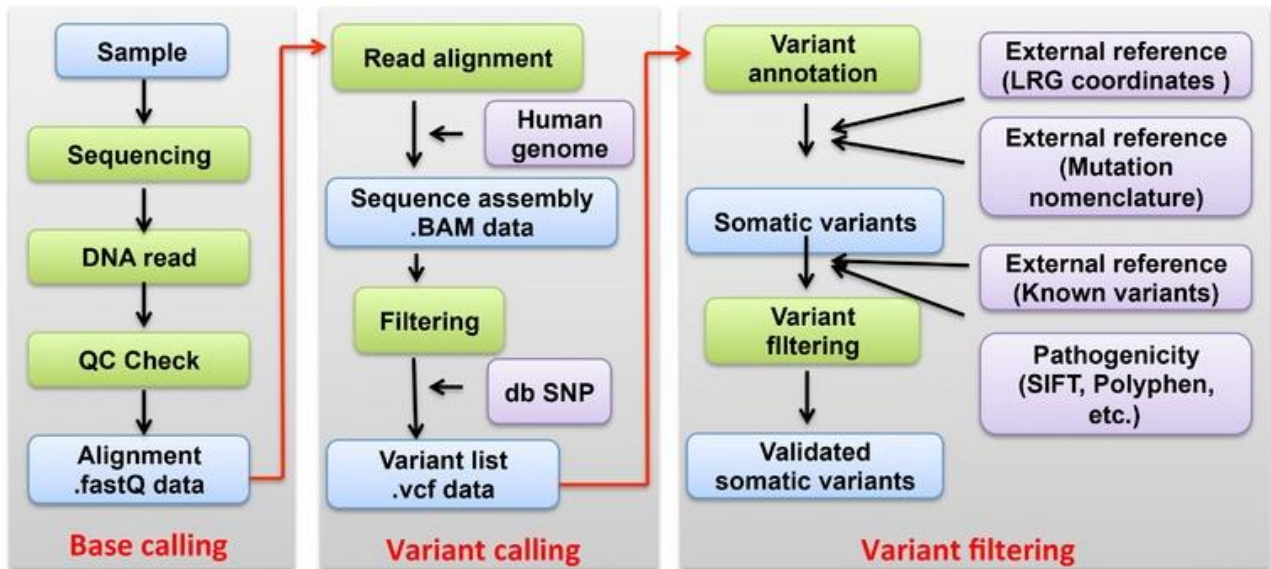 Sample
Sequencing
DNA read
QC Check
Alignment
.fastQ data
Base calling
Read alignment
Human
genome
Sequence assembly
.BAM data
Filtering
db SNP
Variant list
.vcf data
Variant calling
Variant
annotation
External reference
(LRG coordinates )
External reference
(Mutation
nomenclature)
Somatic variants
External reference
(Known variants)
Variant
fIltering
Pathogenicity
(SIFT, Polyphen,
etc.)
Validated
somatic variants
Variant filtering